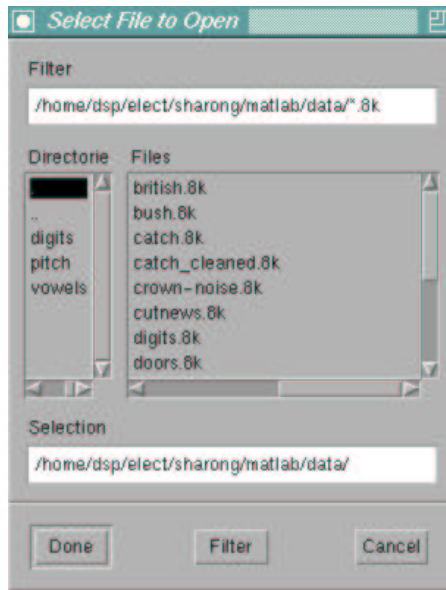 Select File to Open
Filter
/home/dsp/elect/sharong/matlab/data/*.8k
Directorie Files
..
digits
pitch
vowels
british.8k
bush.8k
catch.8k
catch_cleaned.8k
crown-noise.8k
cutnews.8k
digits.8k
doors.8k
Selection
/home/dsp/elect/sharong/matlab/data/
Done Filter Cancel